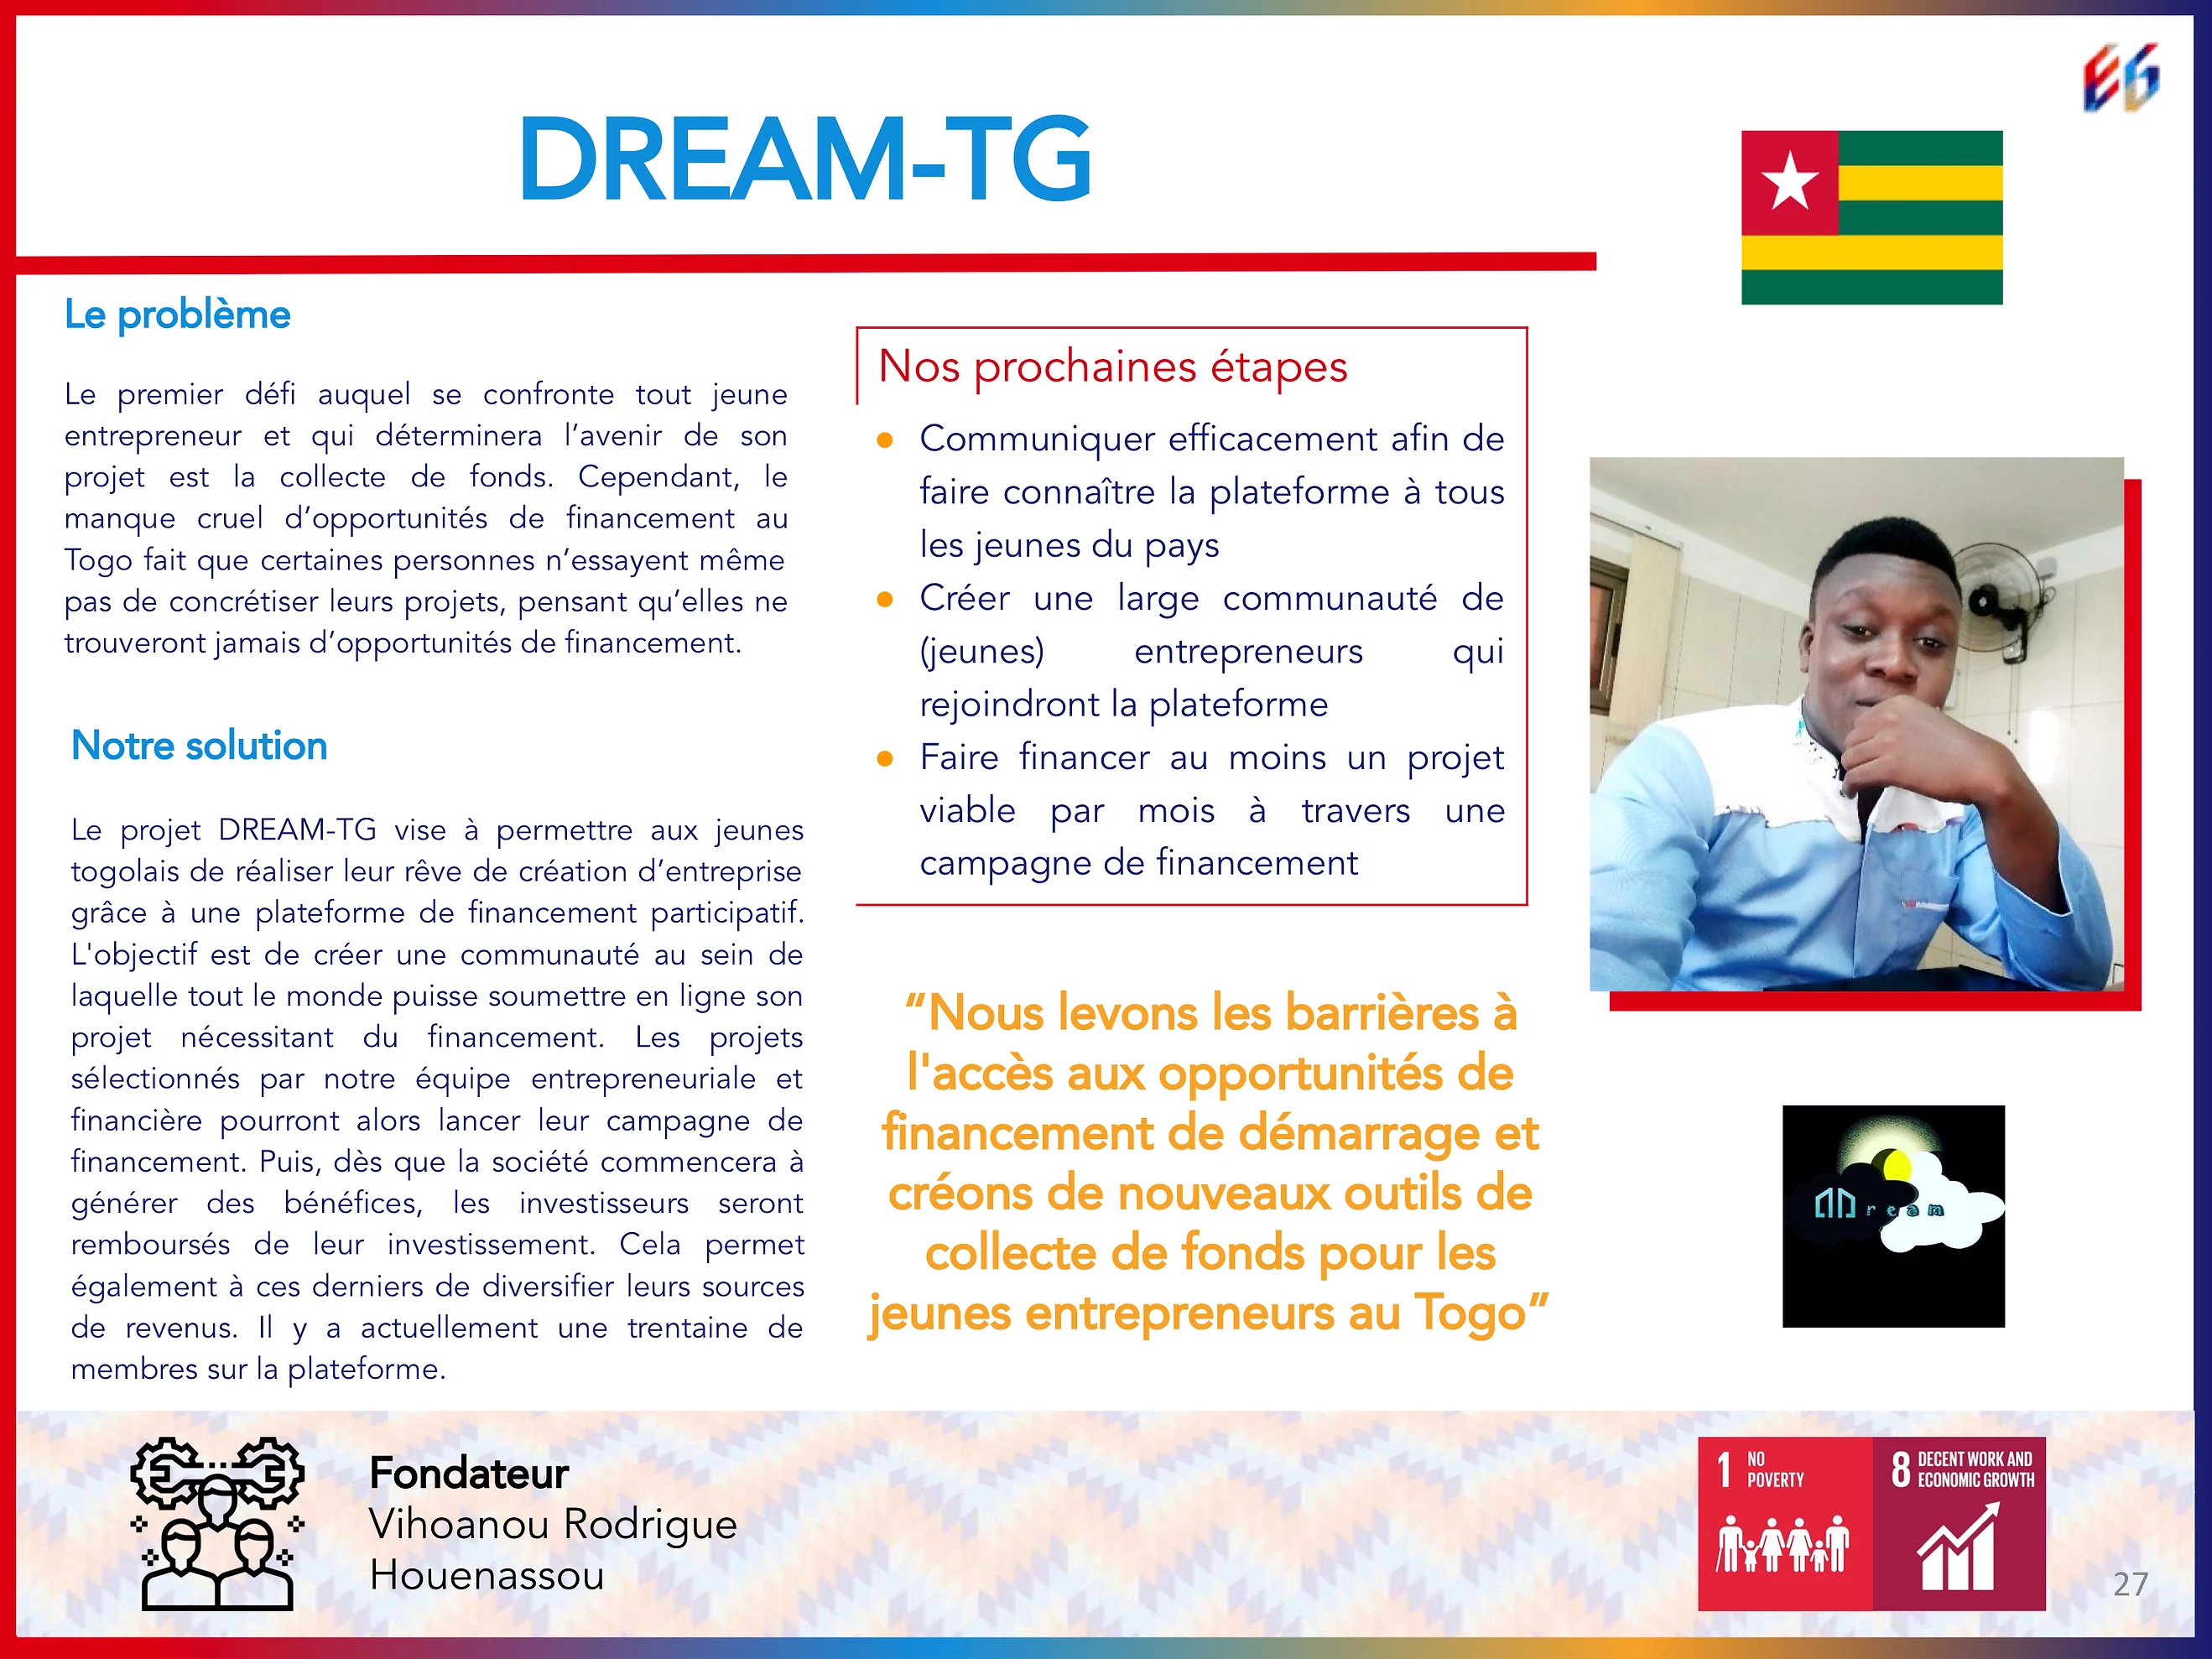 E6
DREAM-TG
Le problème
Le premier défi auquel se confronte tout jeune
entrepreneur et qui déterminera l’avenir de son
projet est la collecte de fonds. Cependant, le
manque cruel d’opportunités de financement au
Togo fait que certaines personnes n’essayent même
pas de concrétiser leurs projets, pensant qu’elles ne
trouveront jamais d’opportunités de financement.
Notre solution
Le projet DREAM-TG vise à permettre aux jeunes
togolais de réaliser leur rêve de création d’entreprise
grâce à une plateforme de financement participatif.
L'objectif est de créer une communauté au sein de
laquelle tout le monde puisse soumettre en ligne son
projet nécessitant du financement. Les projets
sélectionnés par notre équipe entrepreneuriale et
financière pourront alors lancer leur campagne de
financement. Puis, dès que la société commencera à
générer des bénéfices, les investisseurs seront
remboursés de leur investissement. Cela permet
également à ces derniers de diversifier leurs sources
de revenus. Il y a actuellement une trentaine de
membres sur la plateforme.
Nos prochaines étapes
● Communiquer efficacement afin de
faire connaître la plateforme à tous
les jeunes du pays
● Créer une large communauté de
(jeunes) entrepreneurs qui
rejoindront la plateforme
● Faire financer au moins un projet
viable par mois à travers une
campagne de financement
“Nous levons les barrières à
l'accès aux opportunités de
financement de démarrage et
créons de nouveaux outils de
collecte de fonds pour les
jeunes entrepreneurs au Togo”
Dream
Fondateur
Vihoanou Rodrigue
Houenassou
1 NO
POVERTY
8 DECENT WORK AND
ECONOMIC GROWTH
27